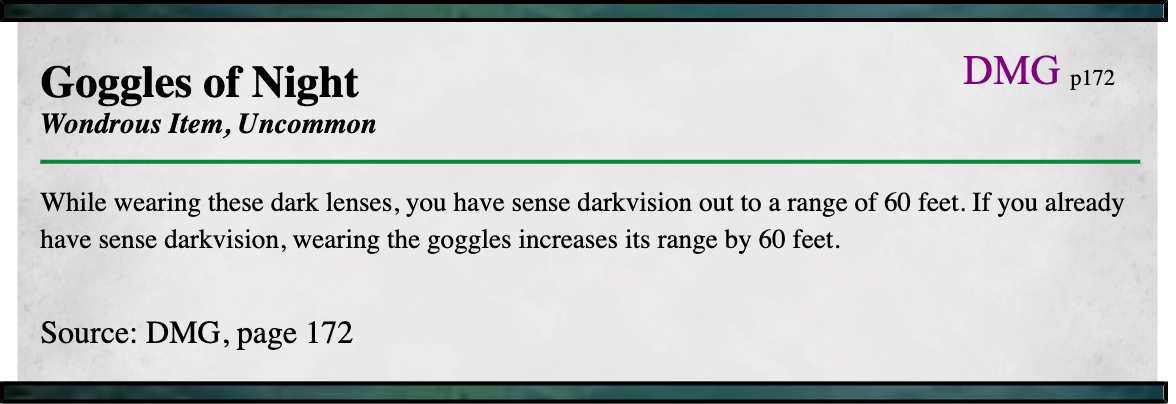 Goggles of Night
DMG p172
Wondrous Item, Uncommon
While wearing these dark lenses, you have sense darkvision out to a range of 60 feet. If you already
have sense darkvision, wearing the goggles increases its range by 60 feet.
Source: DMG, page 172